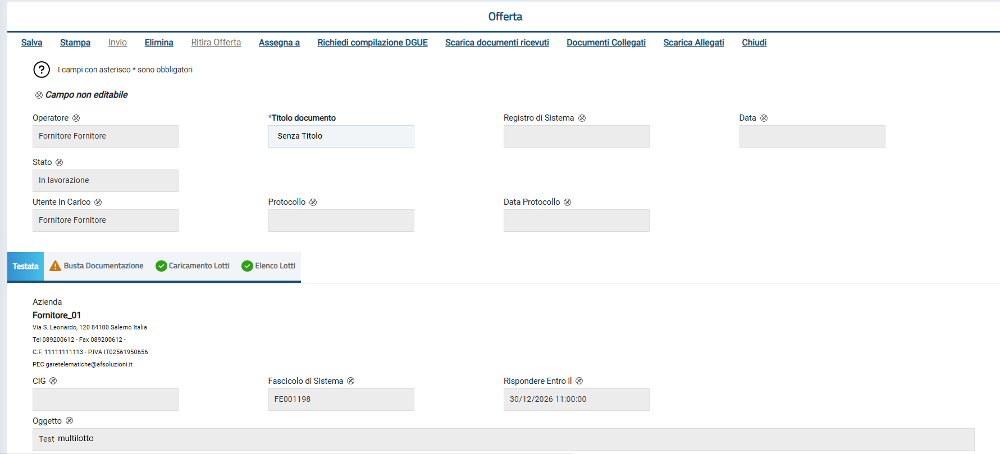 Offerta
Salva Stampa Invio Elimina Ritira Offerta Assegna a Richiedi compilazione DGUE Scarica documenti ricevuti Documenti Collegati Scarica Allegati Chiudi
? I campi con asterisco * sono obbligatori
Campo non editabile
Operatore *Titolo documento Registro di Sistema Data
Fornitore Fornitore Senza Titolo
Stato
In lavorazione
Utente In Carico Protocollo Data Protocollo
Fornitore Fornitore
Testata Busta Documentazione Caricamento Lotti Elenco Lotti
Azienda
Fornitore_01
Via S. Leonardo, 120 84100 Salerno Italia
Tel 089200612 - Fax 089200612 -
C.F. 11111111113 - P.IVA IT02561950656
PEC garetelematiche@afsoluzioni.it
CIG Fascicolo di Sistema Rispondere Entro il
FE001198 30/12/2026 11:00:00
Oggetto
Test multilotto